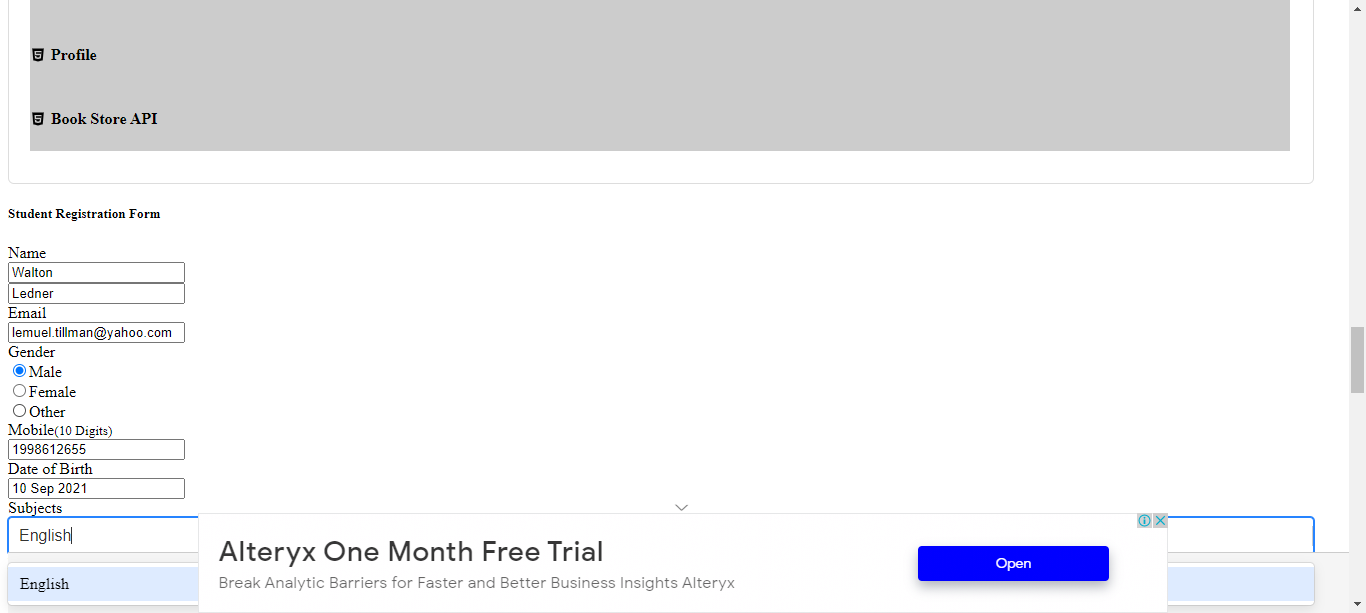 Profile
Book Store API
Student Registration Form
Name
Walton
Ledner
Email
lemuel.tillman@yahoo.com
Gender
Male
Female
Other
Mobile(10 Digits)
1998612655
Date of Birth
10 Sep 2021
Subjects
English
English
Alteryx One Month Free Trial
Break Analytic Barriers for Faster and Better Business Insights Alteryx
Open